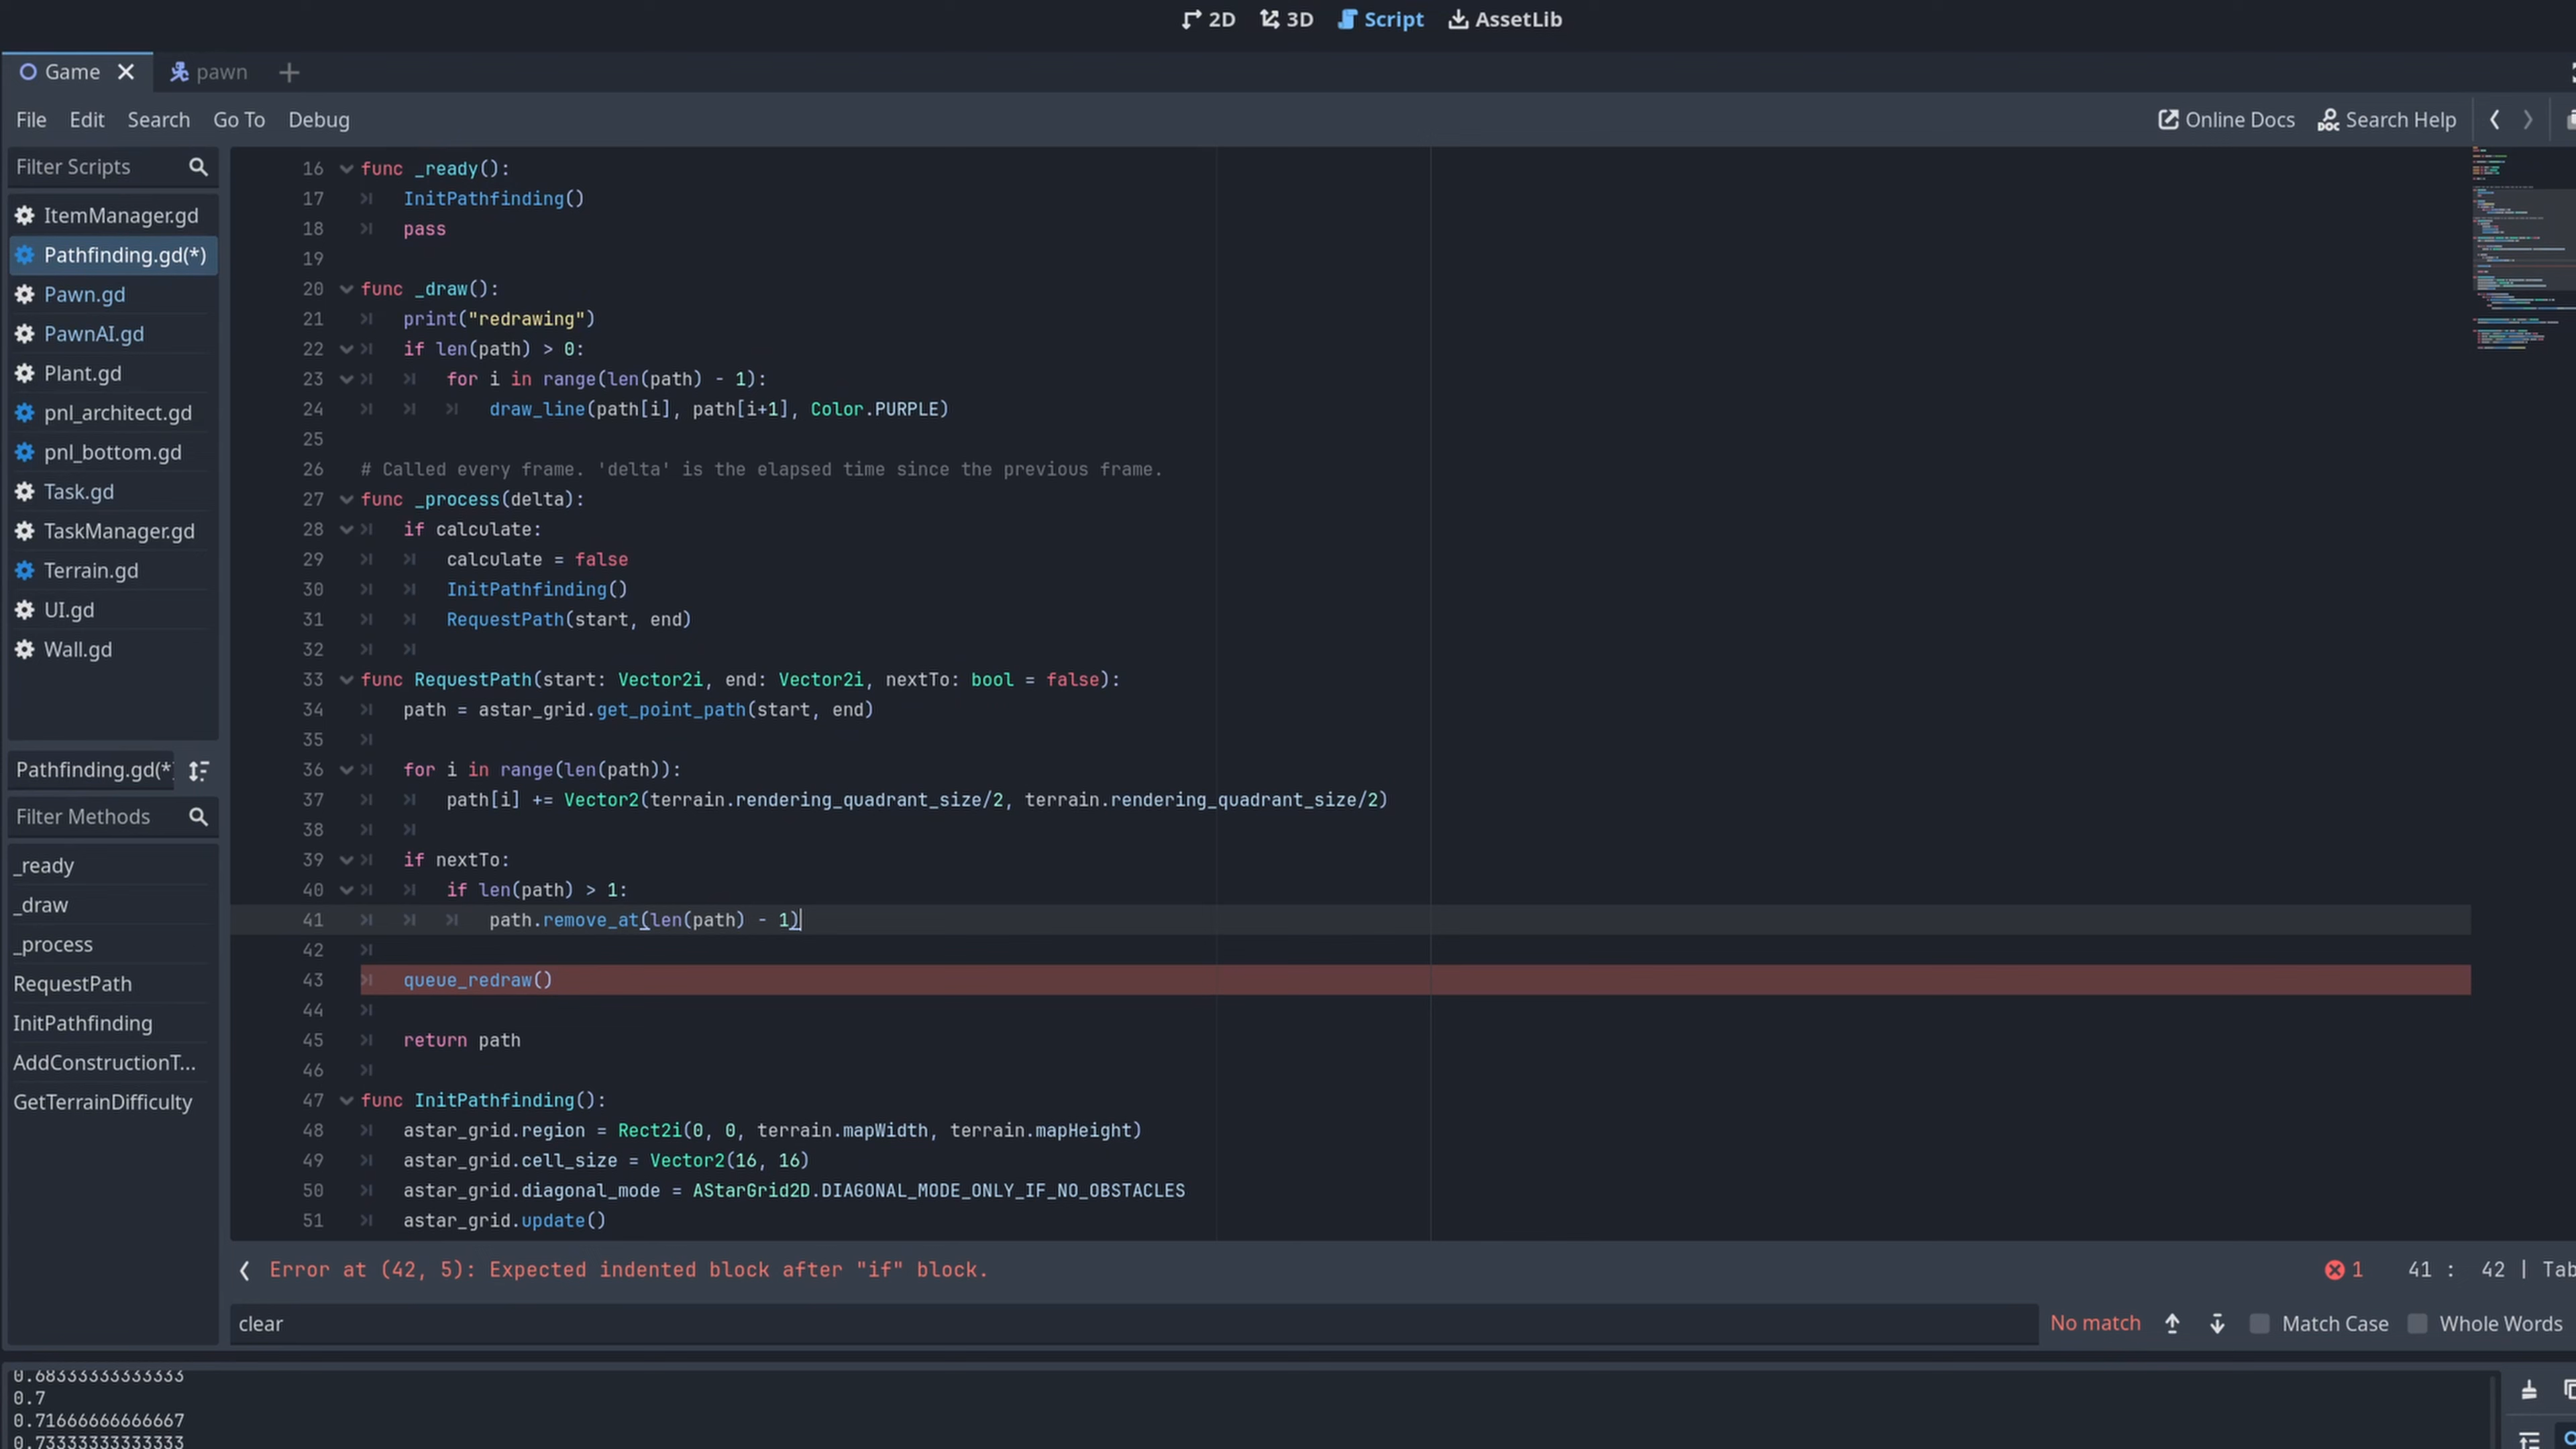 2D 3D Script AssetLib
Game pawn
File Edit Search Go To Debug Online Docs Search Help
Filter Scripts
ItemManager.gd
Pathfinding.gd(*)
Pawn.gd
PawnAI.gd
Plant.gd
pnl_architect.gd
pnl_bottom.gd
Task.gd
TaskManager.gd
Terrain.gd
UI.gd
Wall.gd
Pathfinding.gd(*
Filter Methods
_ready
_draw
_process
RequestPath
InitPathfinding
AddConstructionT...
GetTerrainDifficulty
16 func _ready():
17 InitPathfinding()
18 pass
19
20 func _draw():
21 print("redrawing")
22 if len(path) > 0:
23 for i in range(len(path) - 1):
24 draw_line(path[i], path[i+1], Color.PURPLE)
25
26 # Called every frame. 'delta' is the elapsed time since the previous frame.
27 func _process(delta):
28 if calculate:
29 calculate = false
30 InitPathfinding()
31 RequestPath(start, end)
32
33 func RequestPath(start: Vector2i, end: Vector2i, nextTo: bool = false):
34 path = astar_grid.get_point_path(start, end)
35
36 for i in range(len(path)):
37 path[i] += Vector2(terrain.rendering_quadrant_size/2, terrain.rendering_quadrant_size/2)
38
39 if nextTo:
40 if len(path) > 1:
41 path.remove_at(len(path) - 1)
42
43 queue_redraw()
44
45 return path
46
47 func InitPathfinding():
48 astar_grid.region = Rect2i(0, 0, terrain.mapWidth, terrain.mapHeight)
49 astar_grid.cell_size = Vector2(16, 16)
50 astar_grid.diagonal_mode = AStarGrid2D.DIAGONAL_MODE_ONLY_IF_NO_OBSTACLES
51 astar_grid.update()
Error at (42, 5): Expected indented block after "if" block. 1 41 : 42 | Tab
clear No match Match Case Whole Words
0.68333333333333
0.7
0.71666666666667
0.73333333333333